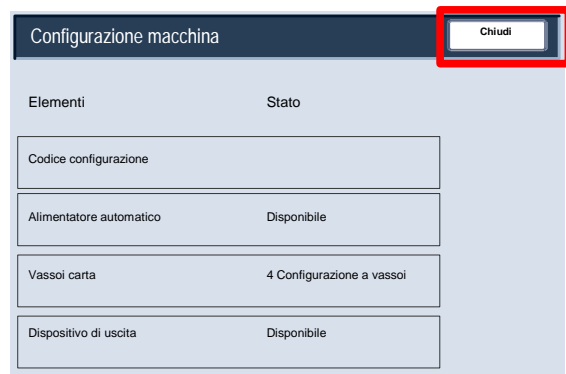 Configurazione macchina Chiudi
Elementi Stato
Codice configurazione
Alimentatore automatico Disponibile
Vassoi carta 4 Configurazione a vassoi
Dispositivo di uscita Disponibile